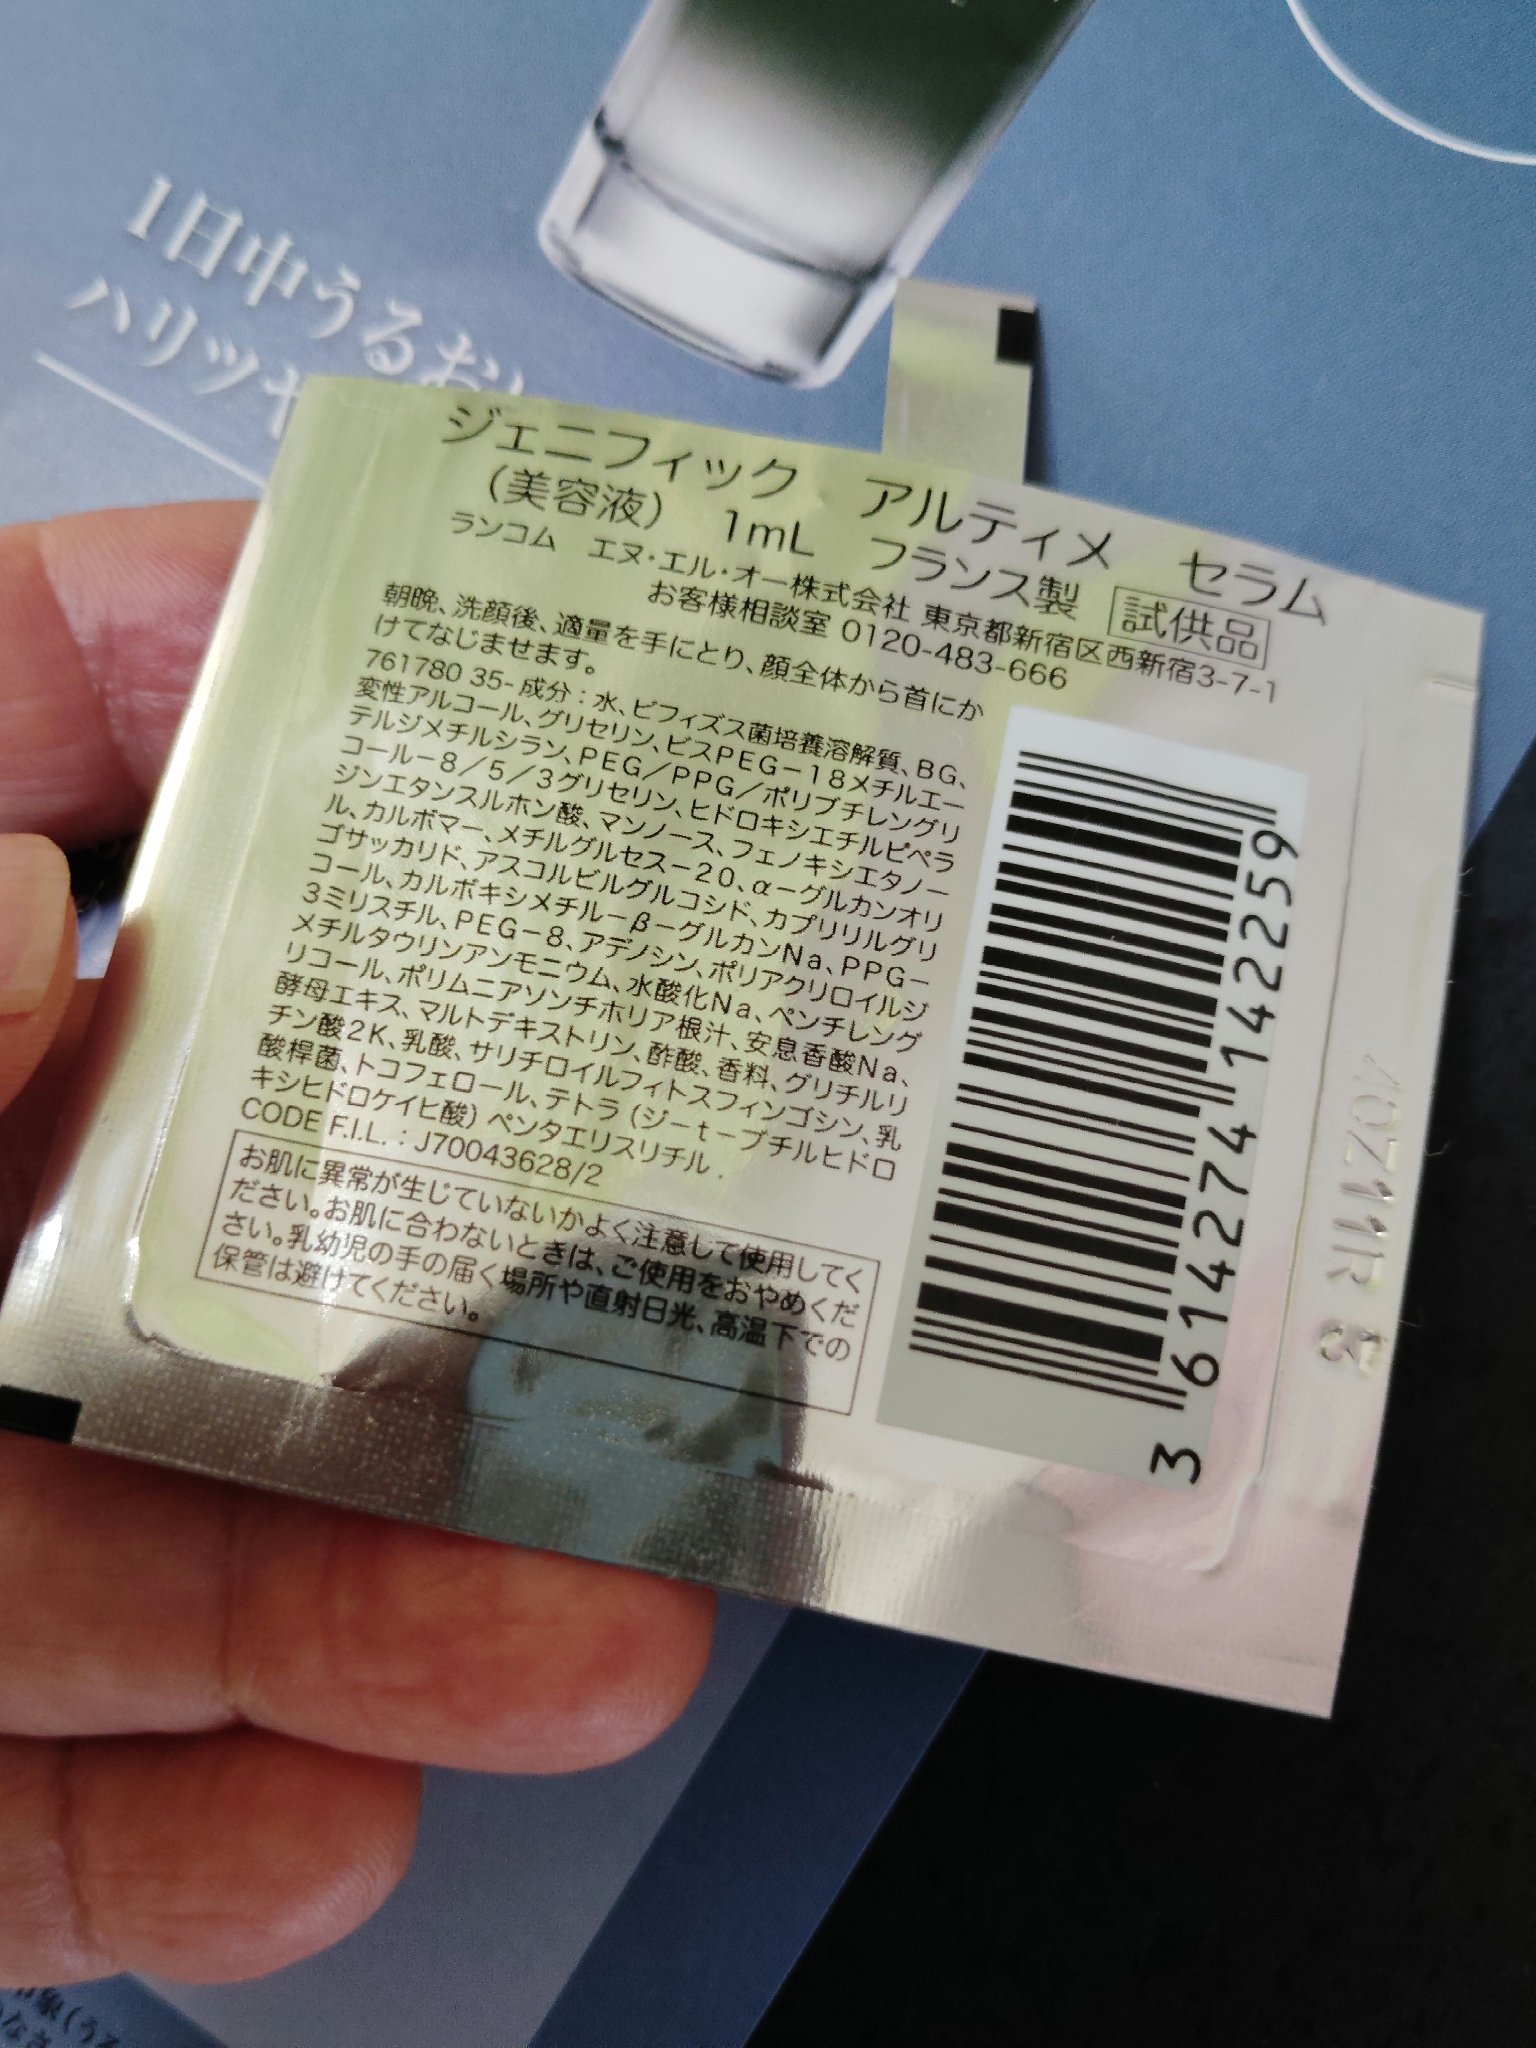 1日中うるおい
ハリツヤ
ジェニフィック アルティメ セラム
(美容液) 1mL フランス製 試供品
ランコム エヌ・エル・オー株式会社 東京都新宿区西新宿3-7-1
お客様相談室 0120-483-666
朝晩、洗顔後、適量を手にとり、顔全体から首にか
けてなじませます。
761780 35- 成分:水、ビフィズス菌培養溶解質、BG、
変性アルコール、グリセリン、ビスPEG-18メチルエー
テルジメチルシラン、PEG/PPG/ポリブチレングリ
コール-8/5/3グリセリン、ヒドロキシエチルピペラ
ジンエタンスルホン酸、マンノース、フェノキシエタノー
ル、カルボマー、メチルグルセス-20、α-グルカンオリ
ゴサッカリド、アスコルビルグルコシド、カプリリルグリ
コール、カルボキシメチル-β-グルカンNa、PPG-
3ミリスチル、PEG-8、アデノシン、ポリアクリロイルジ
メチルタウリンアンモニウム、水酸化Na、ペンチレング
リコール、ポリムニアソンチホリア根汁、安息香酸Na、
酵母エキス、マルトデキストリン、酢酸、香料、グリチルリ
チン酸2K、乳酸、サリチロイルフィトスフィンゴシン、乳
酸桿菌、トコフェロール、テトラ(ジ-t-ブチルヒドロ
キシヒドロケイヒ酸)ペンタエリスリチル .
CODE F.I.L. : J70043628/2
お肌に異常が生じていないかよく注意して使用してく
ださい。お肌に合わないときは、ご使用をおやめくだ
さい。乳幼児の手の届く場所や直射日光、高温下での
保管は避けてください。
3 614274 142259
40Z11R